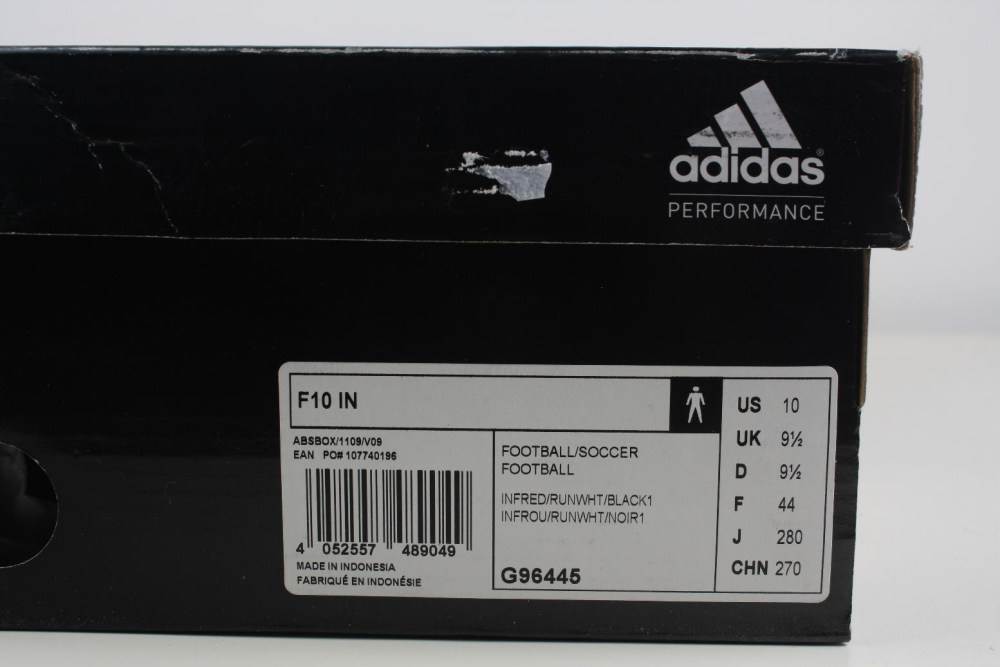 adidas®
PERFORMANCE
F10 IN
ABSBOX/1109/V09
EAN PO# 107740196
4 052557 489049
MADE IN INDONESIA
FABRIQUÉ EN INDONÉSIE
FOOTBALL/SOCCER
FOOTBALL
INFRED/RUNWHT/BLACK1
INFROU/RUNWHT/NOIR1
G96445
US 10
UK 9½
D 9½
F 44
J 280
CHN 270